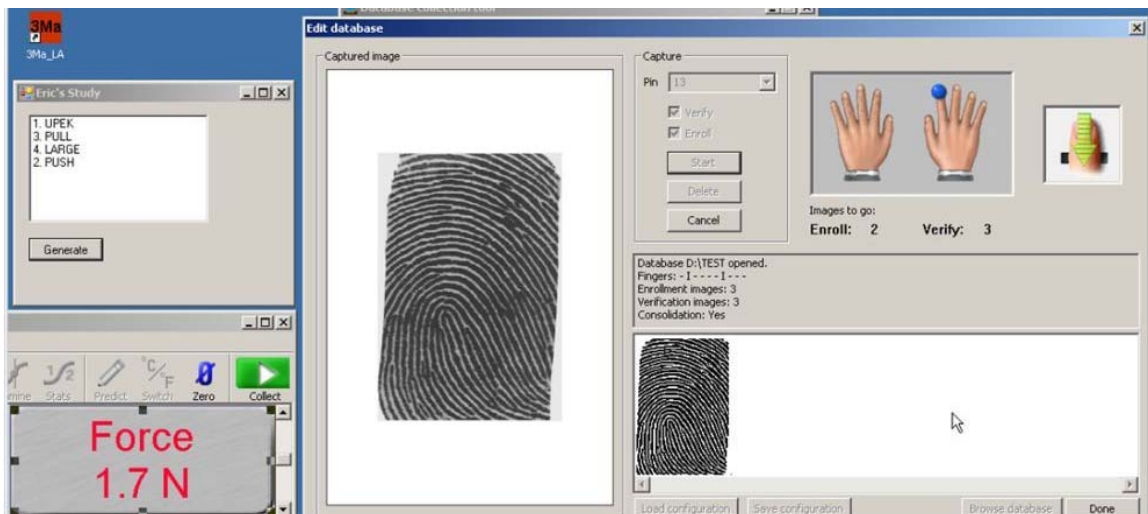 3Ma
3Ma_LA
Eric's Study
1. UPEK
3. PULL
4. LARGE
2. PUSH
Generate
Stats
Predict
Switch
Zero
Collect
Force
1.7 N
Database collection tool
Edit database
Captured image
Capture
Pin 13
Verify
Enroll
Start
Delete
Cancel
Images to go:
Enroll: 2 Verify: 3
Database D:\TEST opened.
Fingers: - I - - - - I - - -
Enrollment images: 3
Verification images: 3
Consolidation: Yes
Load configuration Save configuration Browse database Done